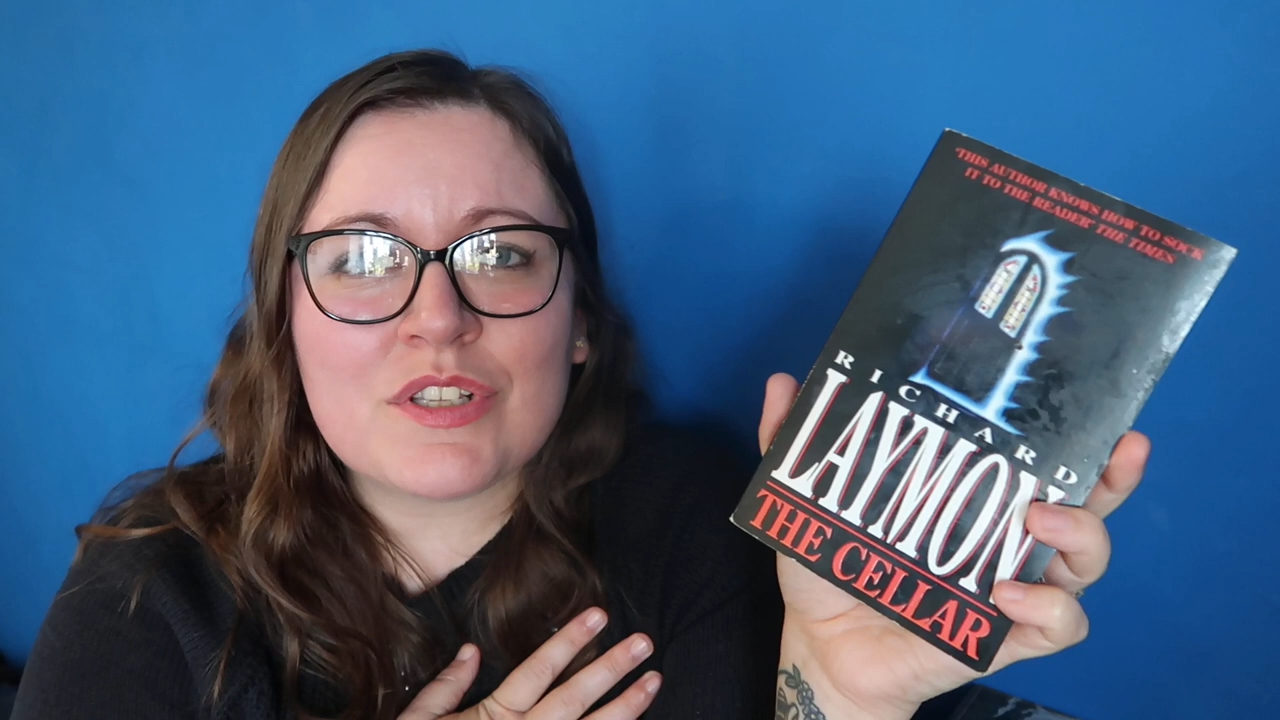 'THIS AUTHOR KNOWS HOW TO SOCK
IT TO THE READER' THE TIMES
RICHARD
LAYMON
THE CELLAR